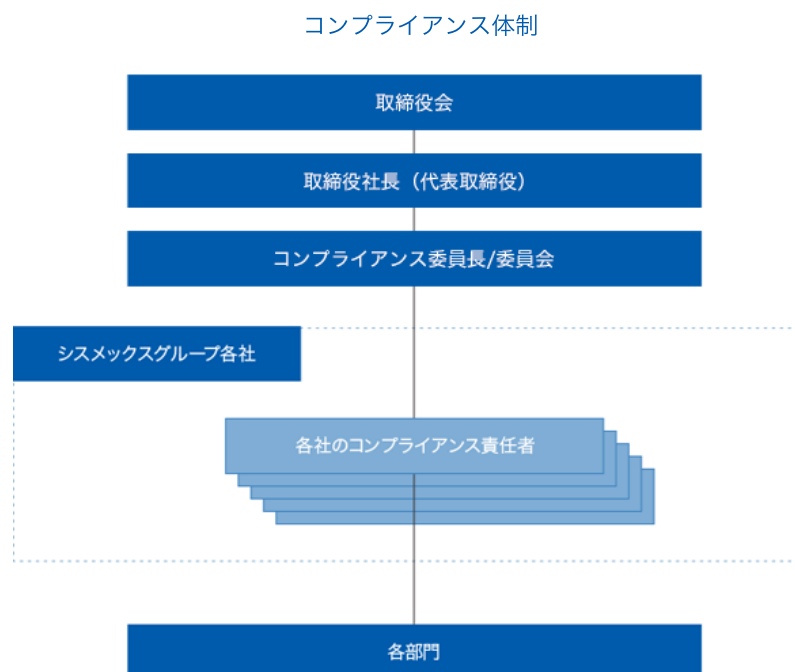 コンプライアンス体制
取締役会
取締役社長（代表取締役）
コンプライアンス委員長/委員会
シスメックスグループ各社
各社のコンプライアンス責任者
各部門